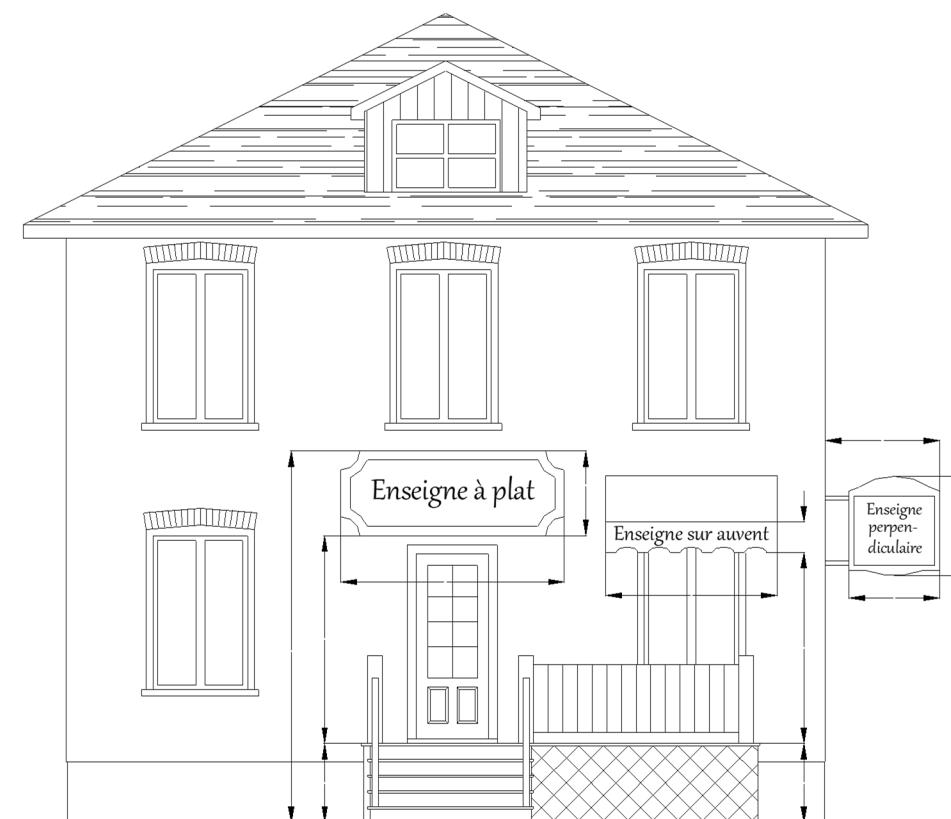 Enseigne à plat
Enseigne sur auvent
Enseigne
perpen-
diculaire